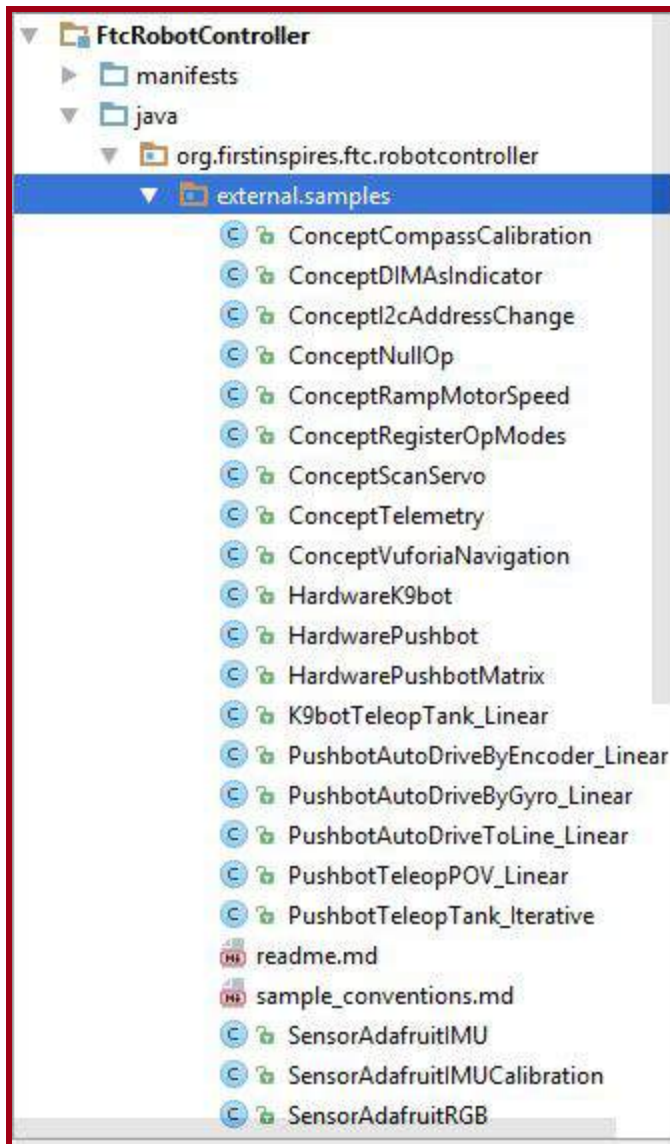 FtcRobotController
manifests
java
org.firstinspires.ftc.robotcontroller
external.samples
ConceptCompassCalibration
ConceptDIMAsIndicator
ConceptI2cAddressChange
ConceptNullOp
ConceptRampMotorSpeed
ConceptRegisterOpModes
ConceptScanServo
ConceptTelemetry
ConceptVuforiaNavigation
HardwareK9bot
HardwarePushbot
HardwarePushbotMatrix
K9botTeleopTank_Linear
PushbotAutoDriveByEncoder_Linear
PushbotAutoDriveByGyro_Linear
PushbotAutoDriveToLine_Linear
PushbotTeleopPOV_Linear
PushbotTeleopTank_Iterative
readme.md
sample_conventions.md
SensorAdafruitIMU
SensorAdafruitIMUCalibration
SensorAdafruitRGB